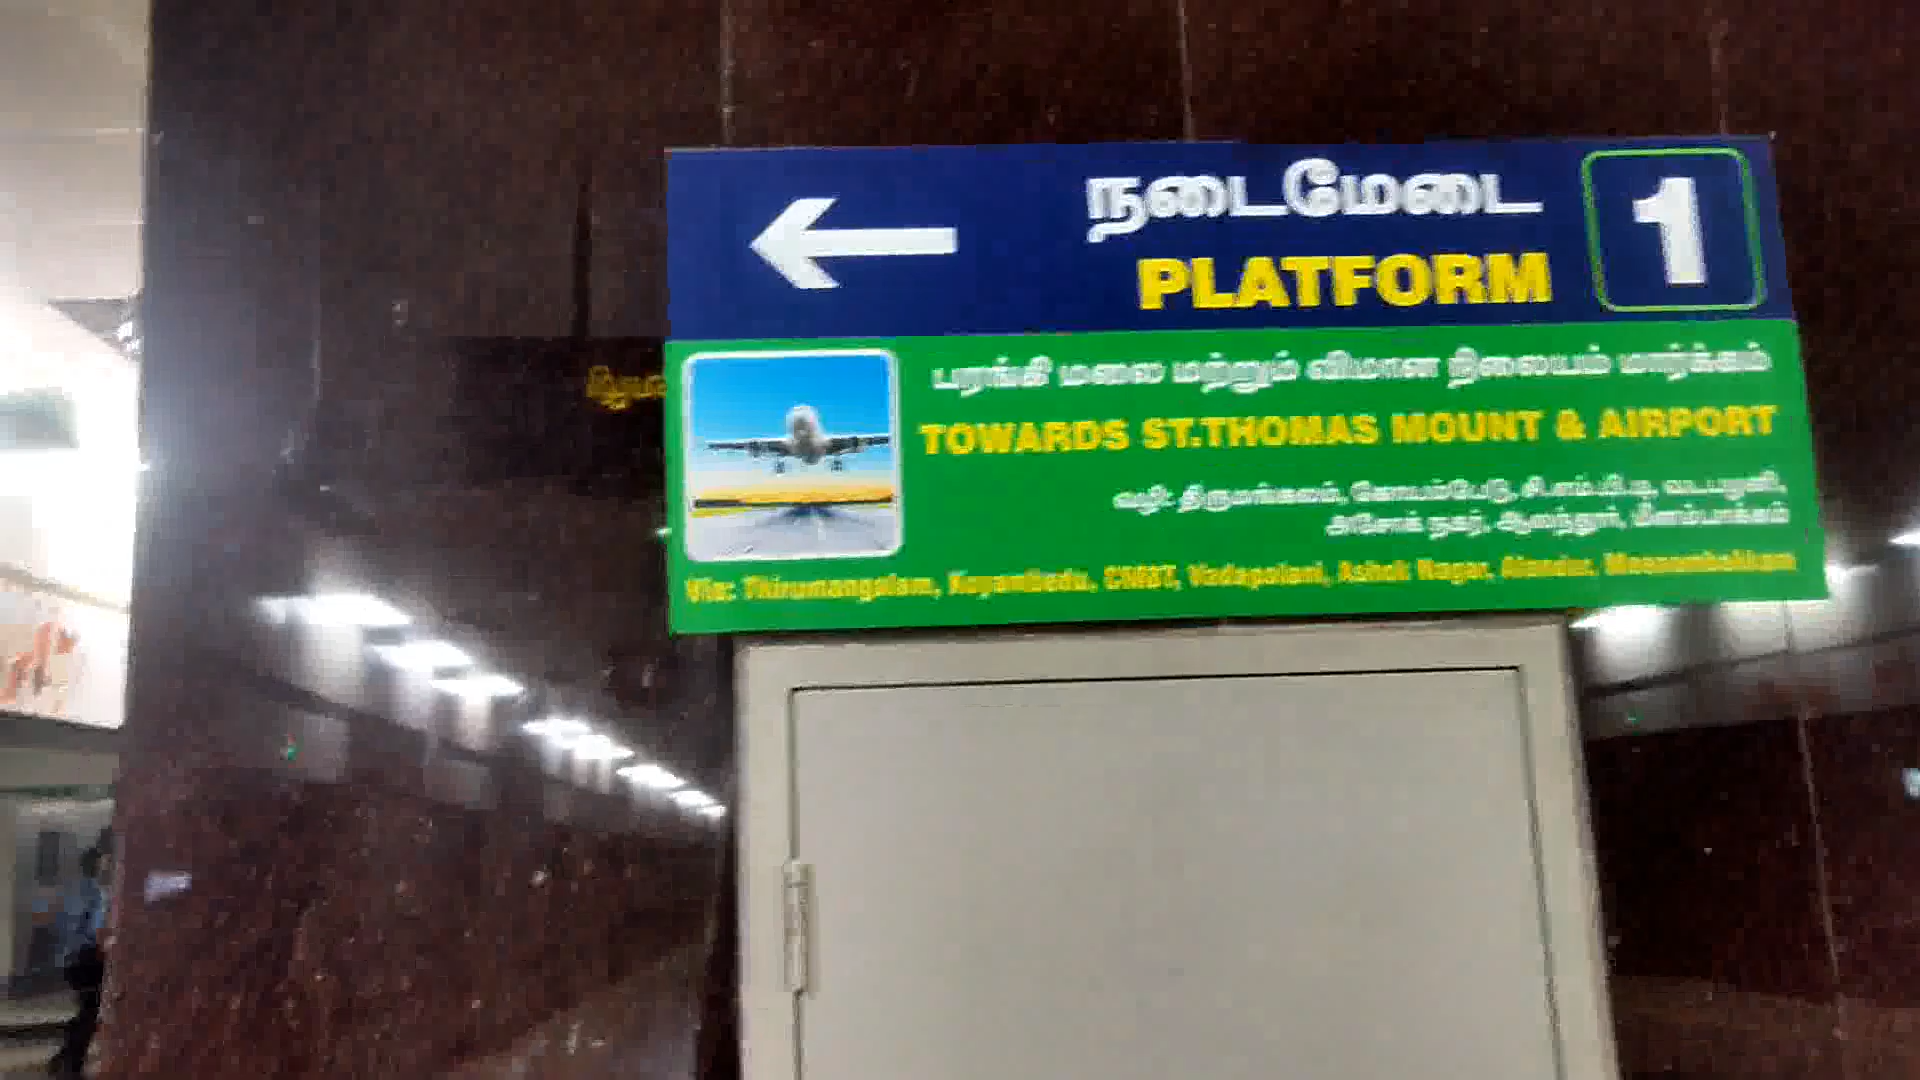 நடைமேடை
PLATFORM
1
பரங்கி மலை மற்றும் விமான நிலையம் மார்க்கம்
TOWARDS ST.THOMAS MOUNT & AIRPORT
வழி: திருமங்கலம், கோயம்பேடு, சி.எம்.பி.டி, வடபழனி,
அசோக் நகர், ஆலந்தூர், மீனம்பாக்கம்
Via: Thirumangalam, Koyambedu, CMBT, Vadapalani, Ashok Nagar, Alandur, Meenambakkam